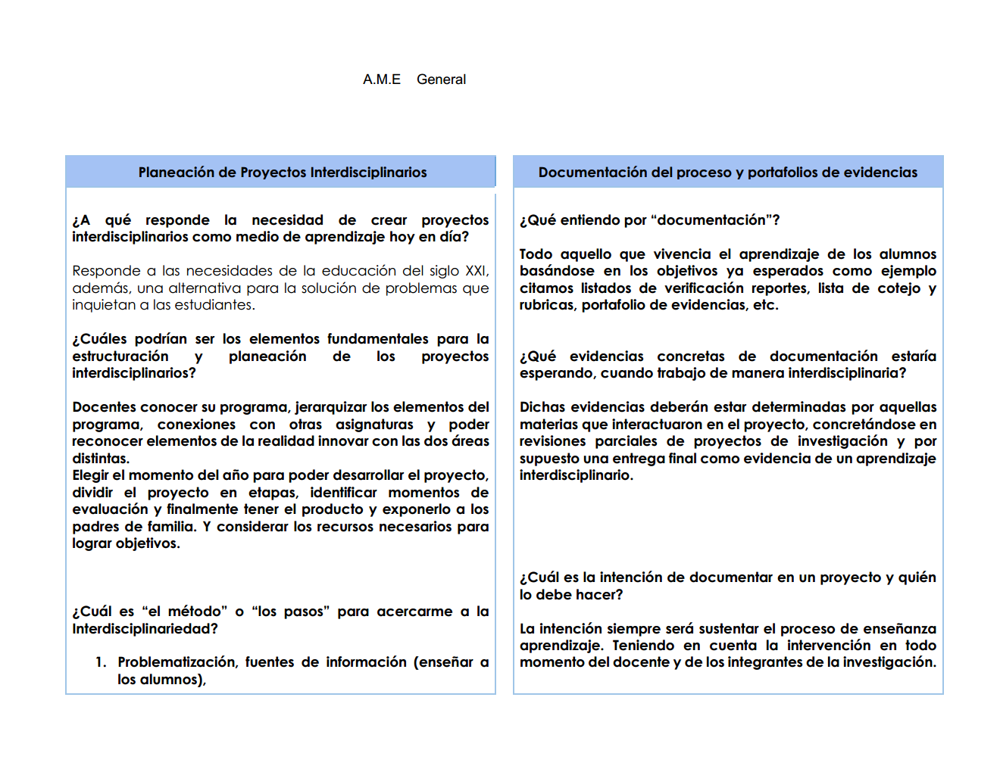 A.M.E General
Planeación de Proyectos Interdisciplinarios
¿A qué responde la necesidad de crear proyectos
interdisciplinarios como medio de aprendizaje hoy en día?
Responde a las necesidades de la educación del siglo XXI,
además, una alternativa para la solución de problemas que
inquietan a las estudiantes.
¿Cuáles podrían ser los elementos fundamentales para la
estructuración y planeación de los proyectos
interdisciplinarios?
Docentes conocer su programa, jerarquizar los elementos del
programa, conexiones con otras asignaturas y poder
reconocer elementos de la realidad innovar con las dos áreas
distintas.
Elegir el momento del año para poder desarrollar el proyecto,
dividir el proyecto en etapas, identificar momentos de
evaluación y finalmente tener el producto y exponerlo a los
padres de familia. Y considerar los recursos necesarios para
lograr objetivos.
¿Cuál es “el método” o “los pasos” para acercarme a la
Interdisciplinariedad?
1. Problematización, fuentes de información (enseñar a
los alumnos),
Documentación del proceso y portafolios de evidencias
¿Qué entiendo por “documentación”?
Todo aquello que vivencia el aprendizaje de los alumnos
basándose en los objetivos ya esperados como ejemplo
citamos listados de verificación reportes, lista de cotejo y
rubricas, portafolio de evidencias, etc.
¿Qué evidencias concretas de documentación estaría
esperando, cuando trabajo de manera interdisciplinaria?
Dichas evidencias deberán estar determinadas por aquellas
materias que interactuaron en el proyecto, concretándose en
revisiones parciales de proyectos de investigación y por
supuesto una entrega final como evidencia de un aprendizaje
interdisciplinario.
¿Cuál es la intención de documentar en un proyecto y quién
lo debe hacer?
La intención siempre será sustentar el proceso de enseñanza
aprendizaje. Teniendo en cuenta la intervención en todo
momento del docente y de los integrantes de la investigación.